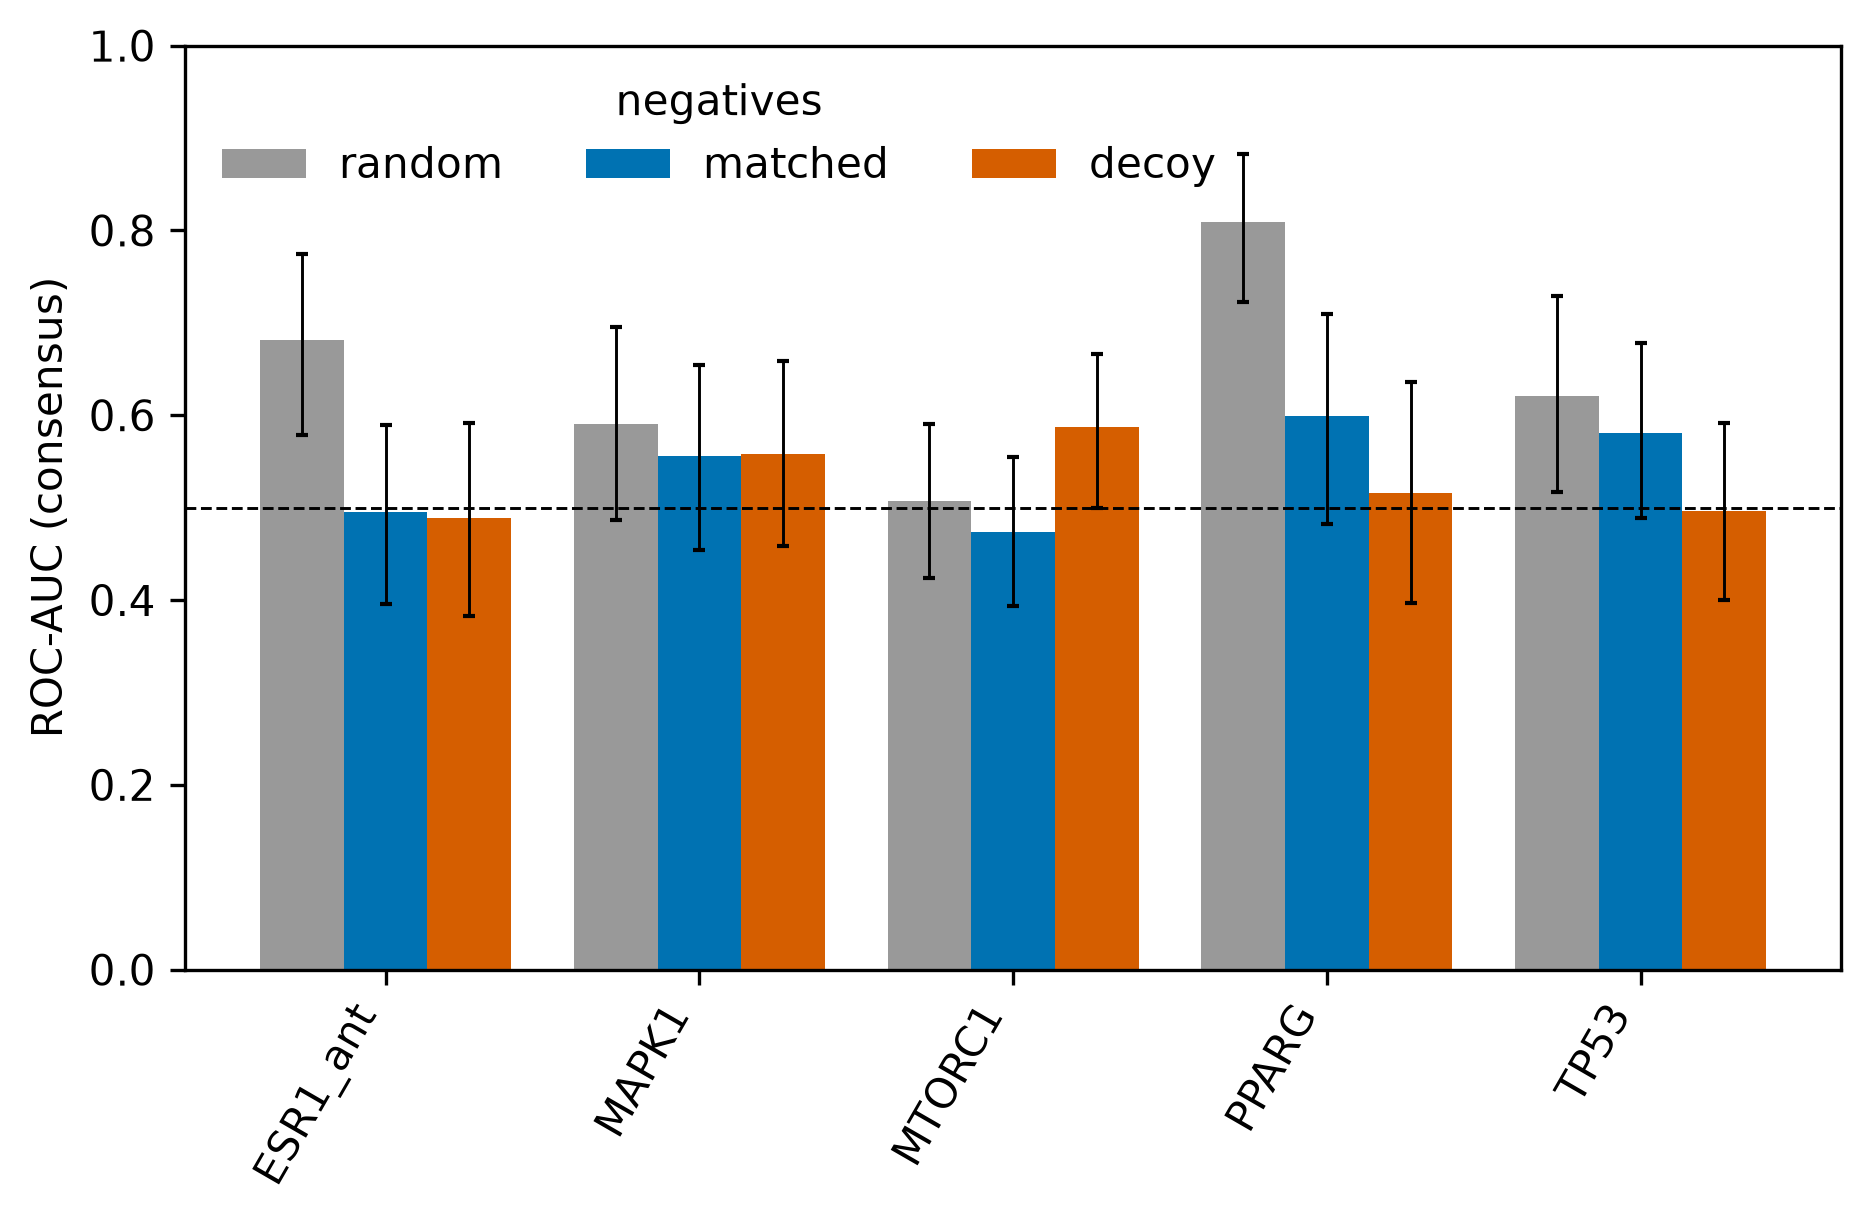 ROC-AUC (consensus)
1.0
0.8
0.6
0.4
0.2
0.0
negatives
random matched decoy
ESR1_ant
MAPK1
MTORC1
PPARG
TP53